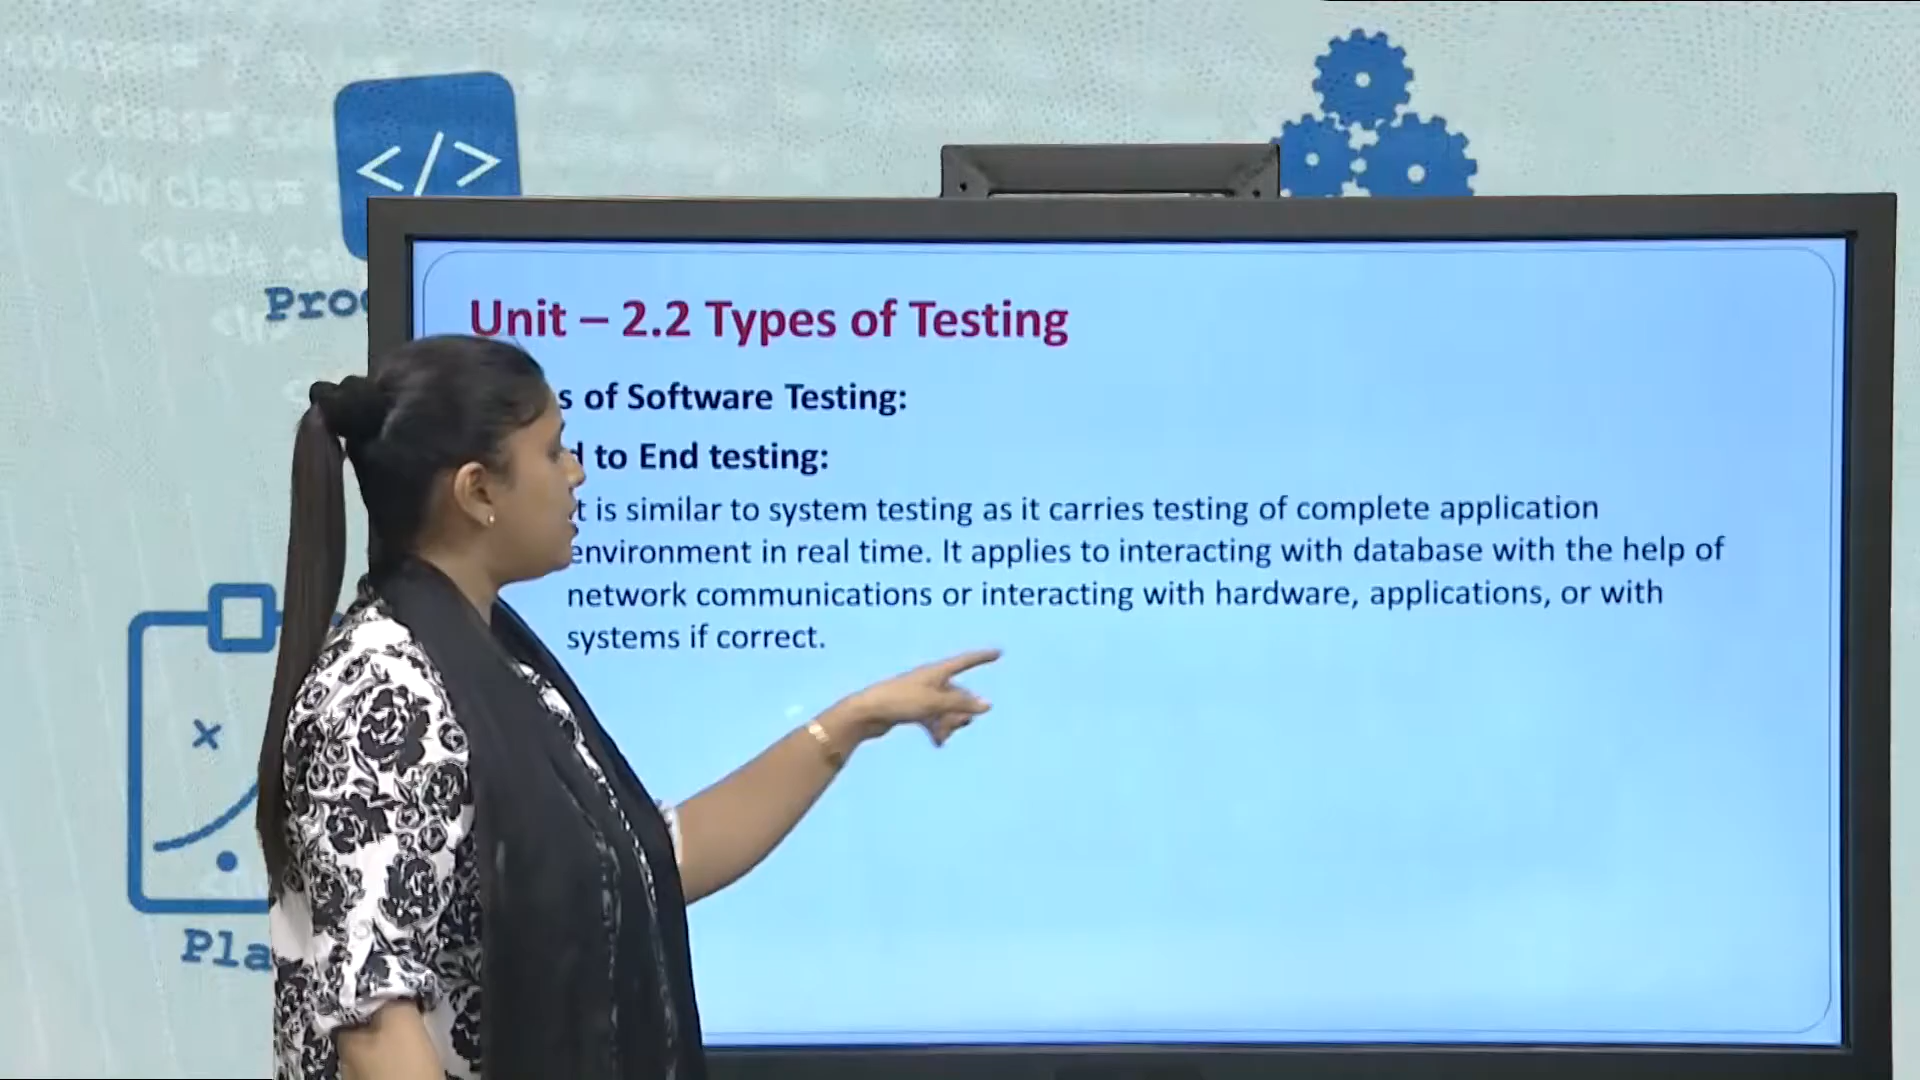 </>
Unit – 2.2 Types of Testing
of Software Testing:
to End testing:
is similar to system testing as it carries testing of complete application
environment in real time. It applies to interacting with database with the help of
network communications or interacting with hardware, applications, or with
systems if correct.
<div class=